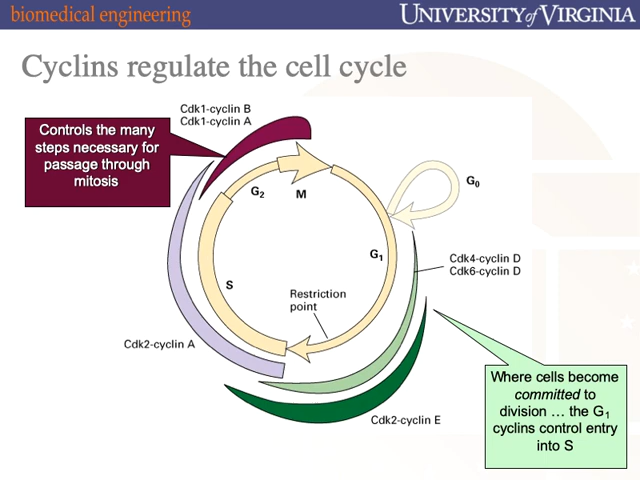 biomedical engineering
UNIVERSITY of VIRGINIA
Cyclins regulate the cell cycle
Cdk1-cyclin B
Cdk1-cyclin A
Controls the many
steps necessary for
passage through
mitosis
G2
M
G0
G1
S
Cdk4-cyclin D
Cdk6-cyclin D
Restriction
point
Cdk2-cyclin A
Where cells become
committed to
division … the G1
cyclins control entry
into S
Cdk2-cyclin E